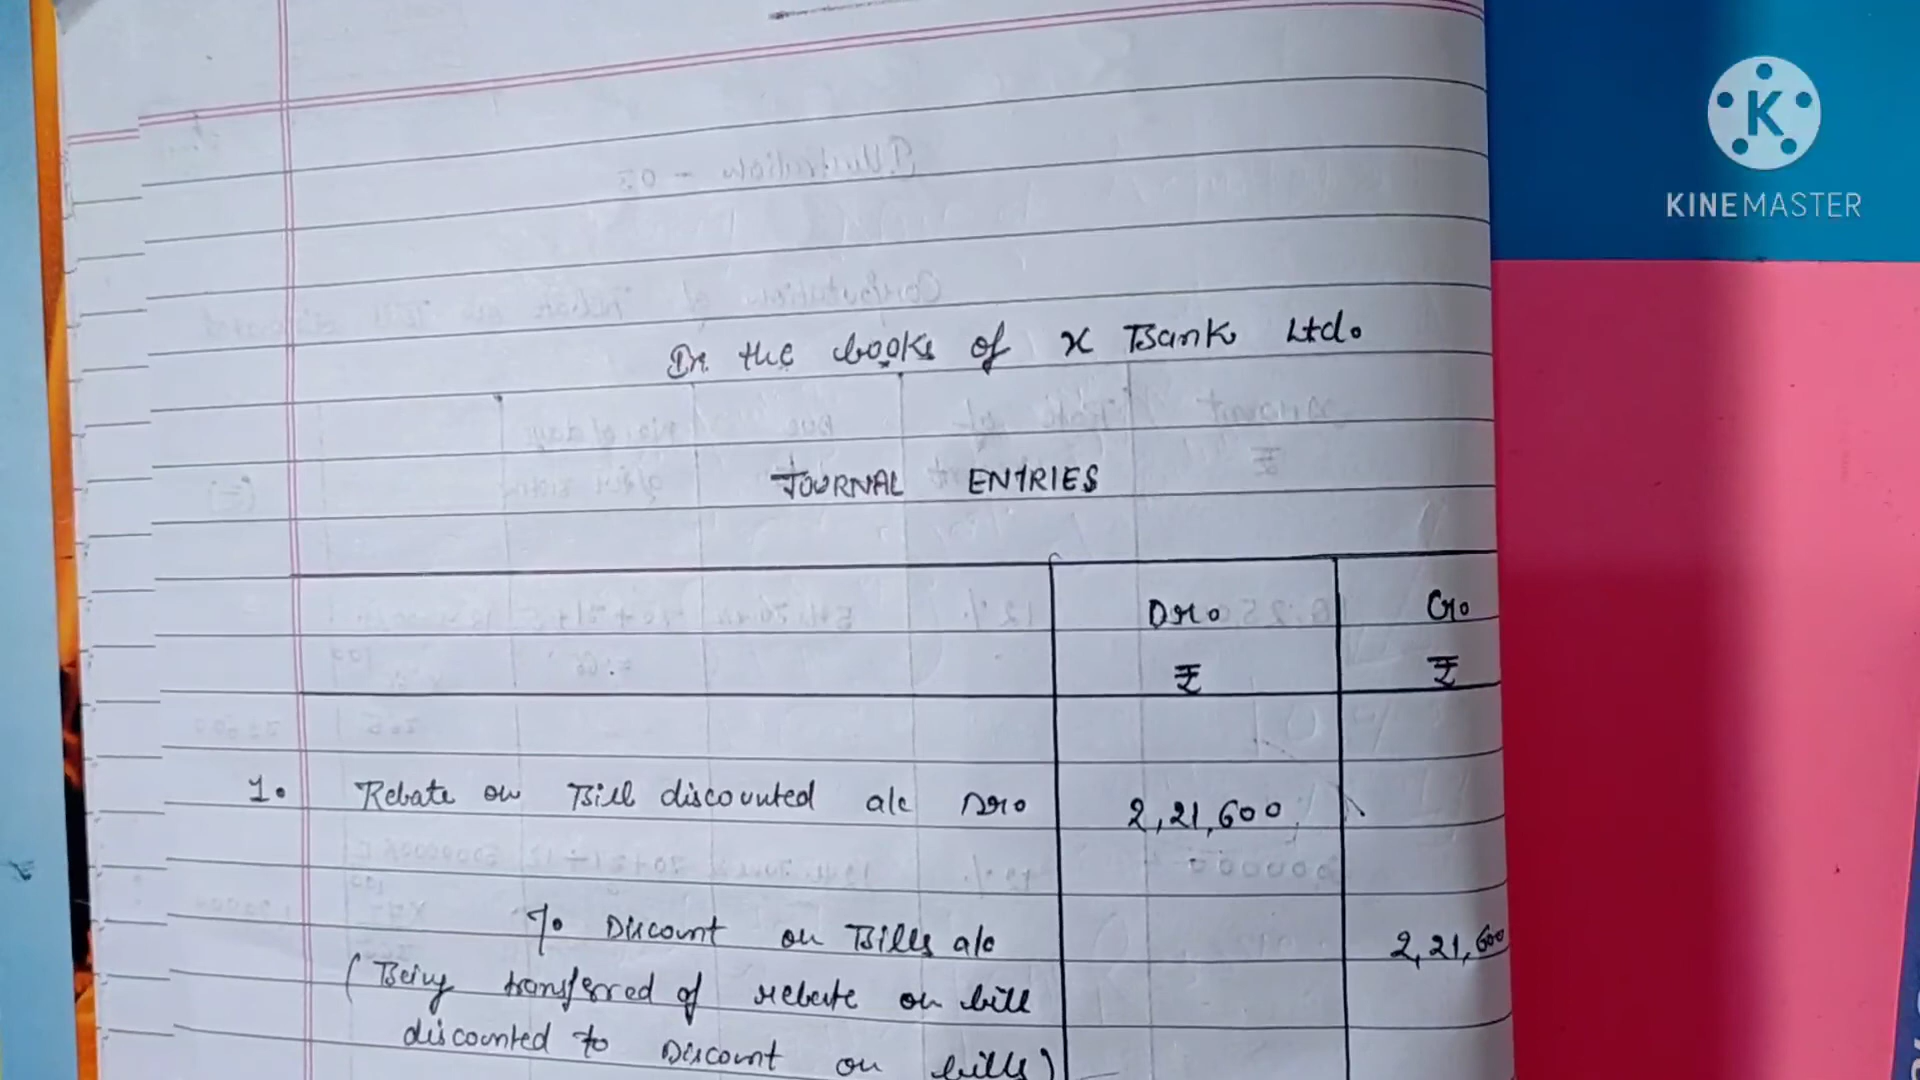 In the books of X Bank Ltd.
JOURNAL ENTRIES
Dr. Cr.
₹ ₹
1. Rebate on Bill discounted a/c Dr. 2,21,600
To Discount on Bills a/c 2,21,600
(Being transferred of rebate on bill
discounted to Discount on bills)
K
KINEMASTER